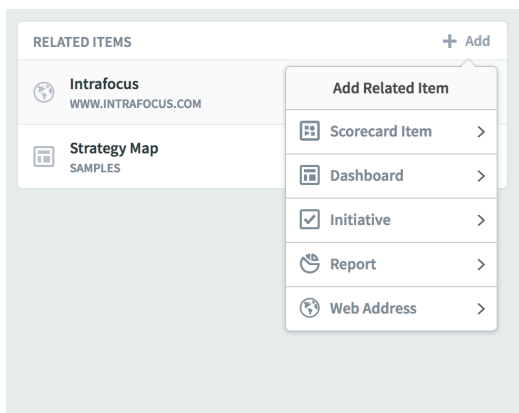 RELATED ITEMS
Add
Intrafocus
WWW.INTRAFOCUS.COM
Strategy Map
SAMPLES
Add Related Item
Scorecard Item
Dashboard
Initiative
Report
Web Address